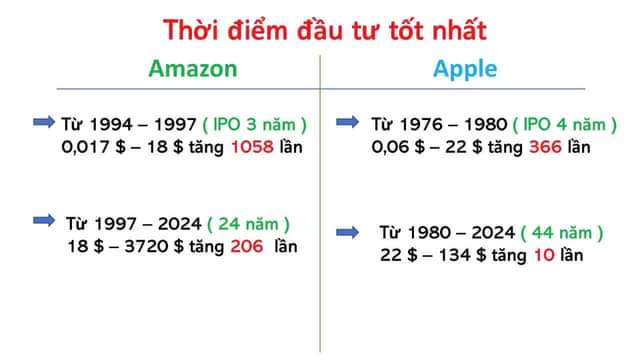 Thời điểm đầu tư tốt nhất
Amazon
Apple
Từ 1994 – 1997 ( IPO 3 năm )
0,017 $ – 18 $ tăng 1058 lần
Từ 1976 – 1980 ( IPO 4 năm )
0,06 $ – 22 $ tăng 366 lần
Từ 1997 – 2024 ( 24 năm )
18 $ – 3720 $ tăng 206 lần
Từ 1980 – 2024 ( 44 năm )
22 $ – 134 $ tăng 10 lần